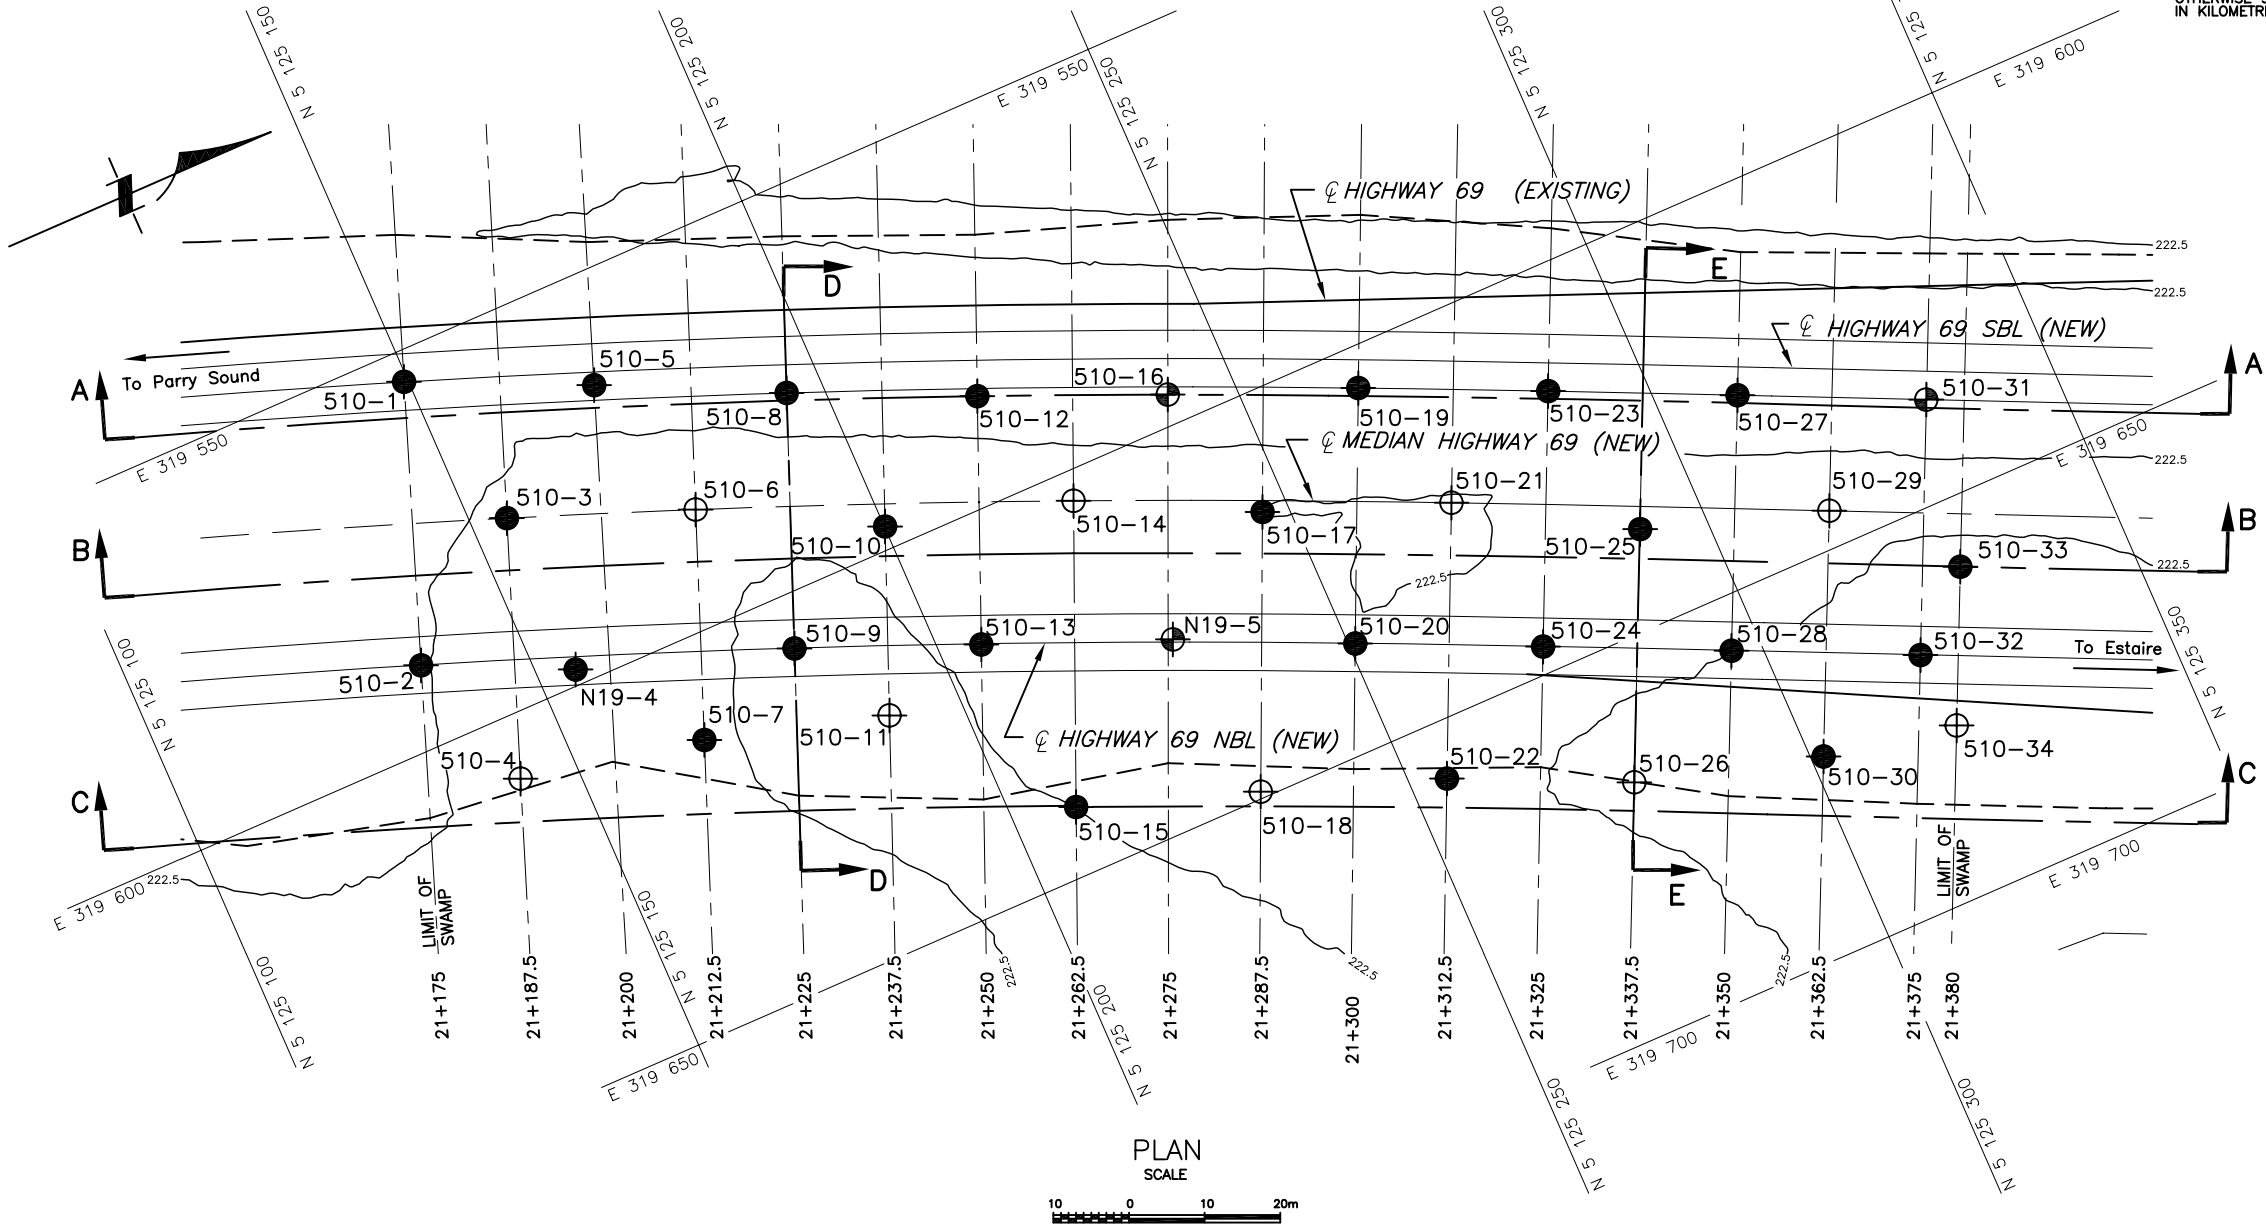 OTHERWISE
IN KILOMETR
N 5 125 150
N 5 125 200
N 5 125 250
N 5 125 300
N 5 125
E 319 550
E 319 600
℄ HIGHWAY 69 (EXISTING)
222.5
222.5
D
E
℄ HIGHWAY 69 SBL (NEW)
To Parry Sound
A
A
510-1
510-5
510-8
510-12
510-16
510-19
510-23
510-27
510-31
E 319 550
℄ MEDIAN HIGHWAY 69 (NEW)
E 319 650
222.5
510-3
510-6
510-10
510-14
510-17
510-21
510-25
510-29
510-33
B
B
222.5
222.5
510-2
N19-4
510-9
510-13
N19-5
510-20
510-24
510-28
510-32
To Estaire
N 5 125 100
N 5 125 350
510-4
510-7
510-11
℄ HIGHWAY 69 NBL (NEW)
510-15
510-18
510-22
510-26
510-30
510-34
C
C
E 319 600
222.5
D
E
E 319 700
LIMIT OF
SWAMP
LIMIT OF
SWAMP
N 5 125 100
N 5 125 150
222.5
N 5 125 200
222.5
222.5
21+175
21+187.5
21+200
21+212.5
21+225
21+237.5
21+250
21+262.5
21+275
21+287.5
21+300
21+312.5
21+325
21+337.5
21+350
21+362.5
21+375
21+380
E 319 650
E 319 700
N 5 125 250
N 5 125 300
PLAN
SCALE
10 0 10 20m